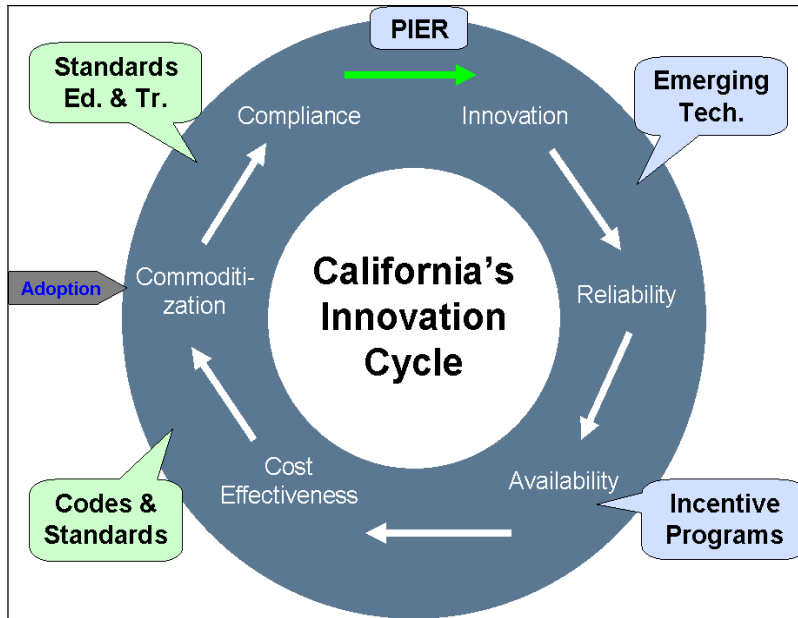 PIER
Standards
Ed. & Tr.
Emerging
Tech.
Compliance
Innovation
California’s
Innovation
Cycle
Adoption
Commoditi-
zation
Reliability
Cost
Effectiveness
Availability
Codes &
Standards
Incentive
Programs